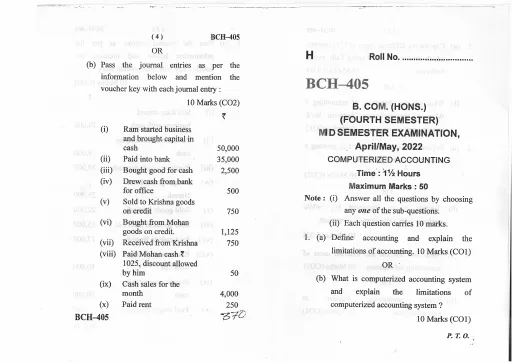 ( 4 )
BCH–405
OR
(b) Pass the journal entries as per the
information below and mention the
voucher key with each journal entry :
10 Marks (CO2)
₹
(i) Ram started business
and brought capital in
cash 50,000
(ii) Paid into bank 35,000
(iii) Bought good for cash 2,500
(iv) Drew cash from bank
for office 500
(v) Sold to Krishna goods
on credit 750
(vi) Bought from Mohan
goods on credit. 1,125
(vii) Received from Krishna 750
(viii) Paid Mohan cash ₹
1025, discount allowed
by him 50
(ix) Cash sales for the
month 4,000
(x) Paid rent 250
BCH–405
H
Roll No. ..............................
BCH–405
B. COM. (HONS.)
(FOURTH SEMESTER)
MID SEMESTER EXAMINATION,
April/May, 2022
COMPUTERIZED ACCOUNTING
Time : 1½ Hours
Maximum Marks : 50
Note : (i) Answer all the questions by choosing
any one of the sub-questions.
(ii) Each question carries 10 marks.
1. (a) Define accounting and explain the
limitations of accounting. 10 Marks (CO1)
OR
(b) What is computerized accounting system
and explain the limitations of
computerized accounting system ?
10 Marks (CO1)
P. T. O.